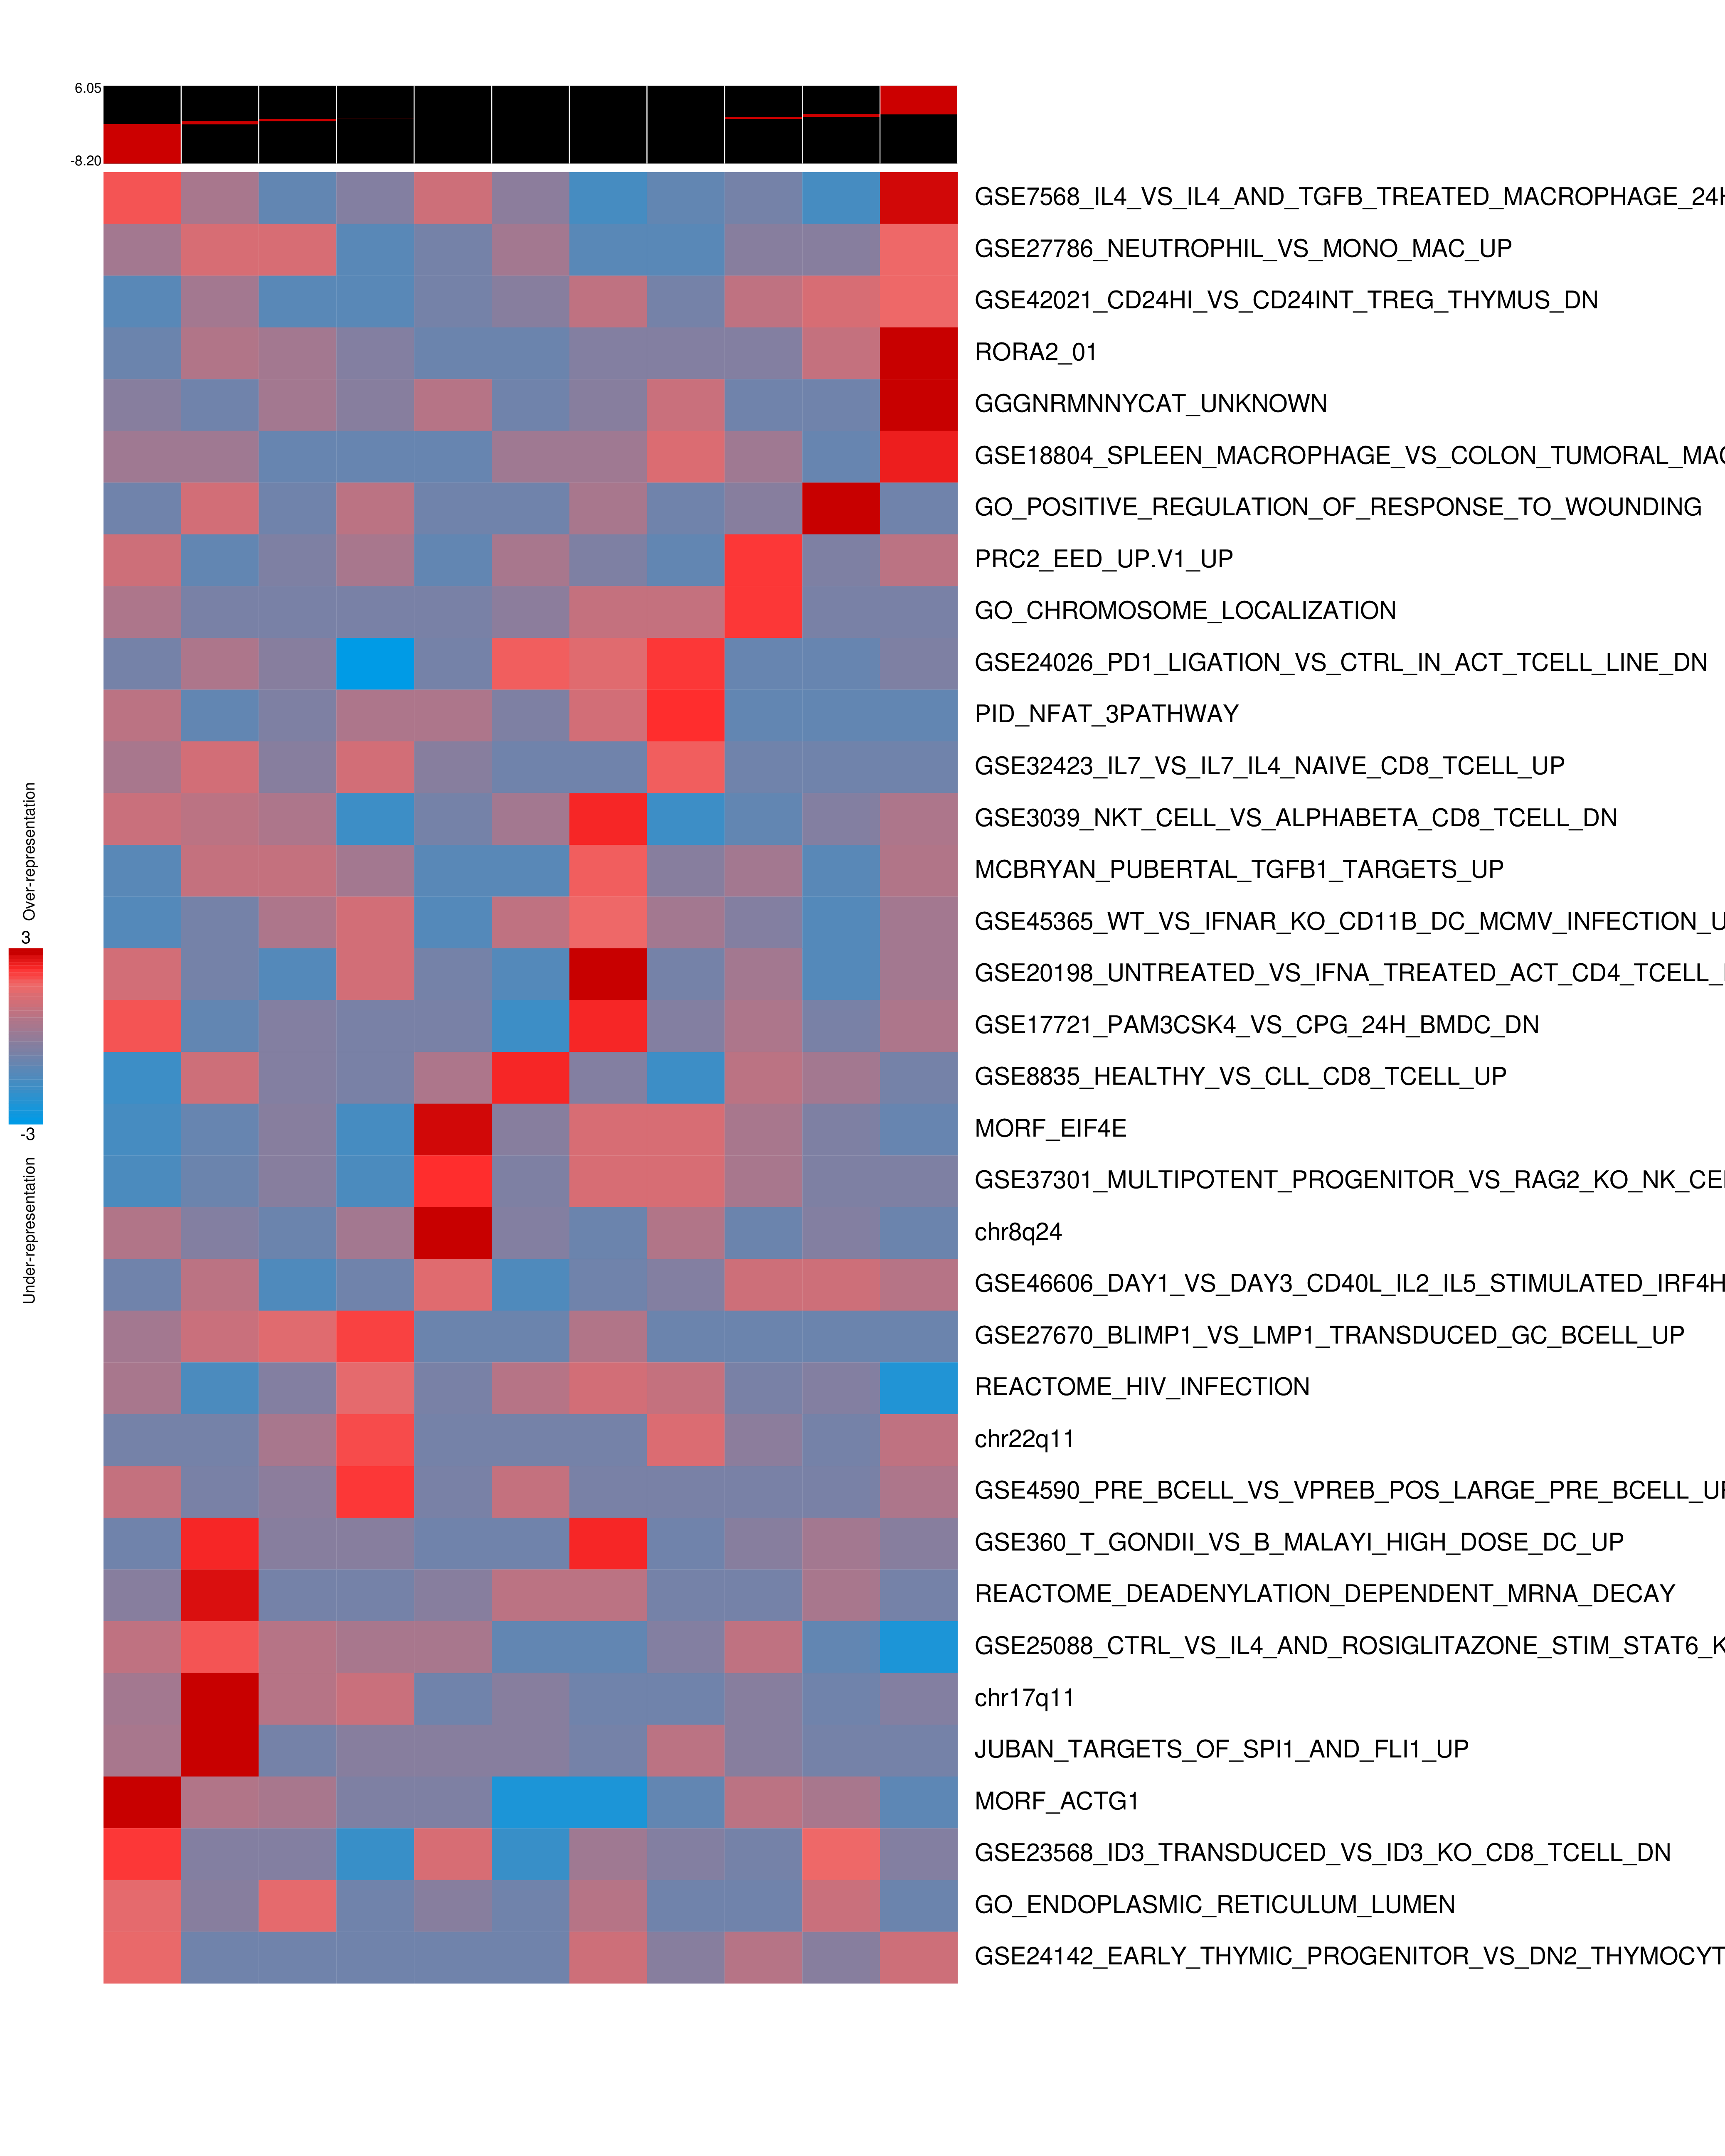 6.05
-8.20
GSE7568_IL4_VS_IL4_AND_TGFB_TREATED_MACROPHAGE_24H
GSE27786_NEUTROPHIL_VS_MONO_MAC_UP
GSE42021_CD24HI_VS_CD24INT_TREG_THYMUS_DN
RORA2_01
GGGNRMNNYCAT_UNKNOWN
GSE18804_SPLEEN_MACROPHAGE_VS_COLON_TUMORAL_MAC
GO_POSITIVE_REGULATION_OF_RESPONSE_TO_WOUNDING
PRC2_EED_UP.V1_UP
GO_CHROMOSOME_LOCALIZATION
GSE24026_PD1_LIGATION_VS_CTRL_IN_ACT_TCELL_LINE_DN
PID_NFAT_3PATHWAY
GSE32423_IL7_VS_IL7_IL4_NAIVE_CD8_TCELL_UP
GSE3039_NKT_CELL_VS_ALPHABETA_CD8_TCELL_DN
MCBRYAN_PUBERTAL_TGFB1_TARGETS_UP
GSE45365_WT_VS_IFNAR_KO_CD11B_DC_MCMV_INFECTION_U
GSE20198_UNTREATED_VS_IFNA_TREATED_ACT_CD4_TCELL_
GSE17721_PAM3CSK4_VS_CPG_24H_BMDC_DN
GSE8835_HEALTHY_VS_CLL_CD8_TCELL_UP
MORF_EIF4E
GSE37301_MULTIPOTENT_PROGENITOR_VS_RAG2_KO_NK_CE
chr8q24
GSE46606_DAY1_VS_DAY3_CD40L_IL2_IL5_STIMULATED_IRF4H
GSE27670_BLIMP1_VS_LMP1_TRANSDUCED_GC_BCELL_UP
REACTOME_HIV_INFECTION
chr22q11
GSE4590_PRE_BCELL_VS_VPREB_POS_LARGE_PRE_BCELL_UP
GSE360_T_GONDII_VS_B_MALAYI_HIGH_DOSE_DC_UP
REACTOME_DEADENYLATION_DEPENDENT_MRNA_DECAY
GSE25088_CTRL_VS_IL4_AND_ROSIGLITAZONE_STIM_STAT6_K
chr17q11
JUBAN_TARGETS_OF_SPI1_AND_FLI1_UP
MORF_ACTG1
GSE23568_ID3_TRANSDUCED_VS_ID3_KO_CD8_TCELL_DN
GO_ENDOPLASMIC_RETICULUM_LUMEN
GSE24142_EARLY_THYMIC_PROGENITOR_VS_DN2_THYMOCYT
Over-representation
3
-3
Under-representation